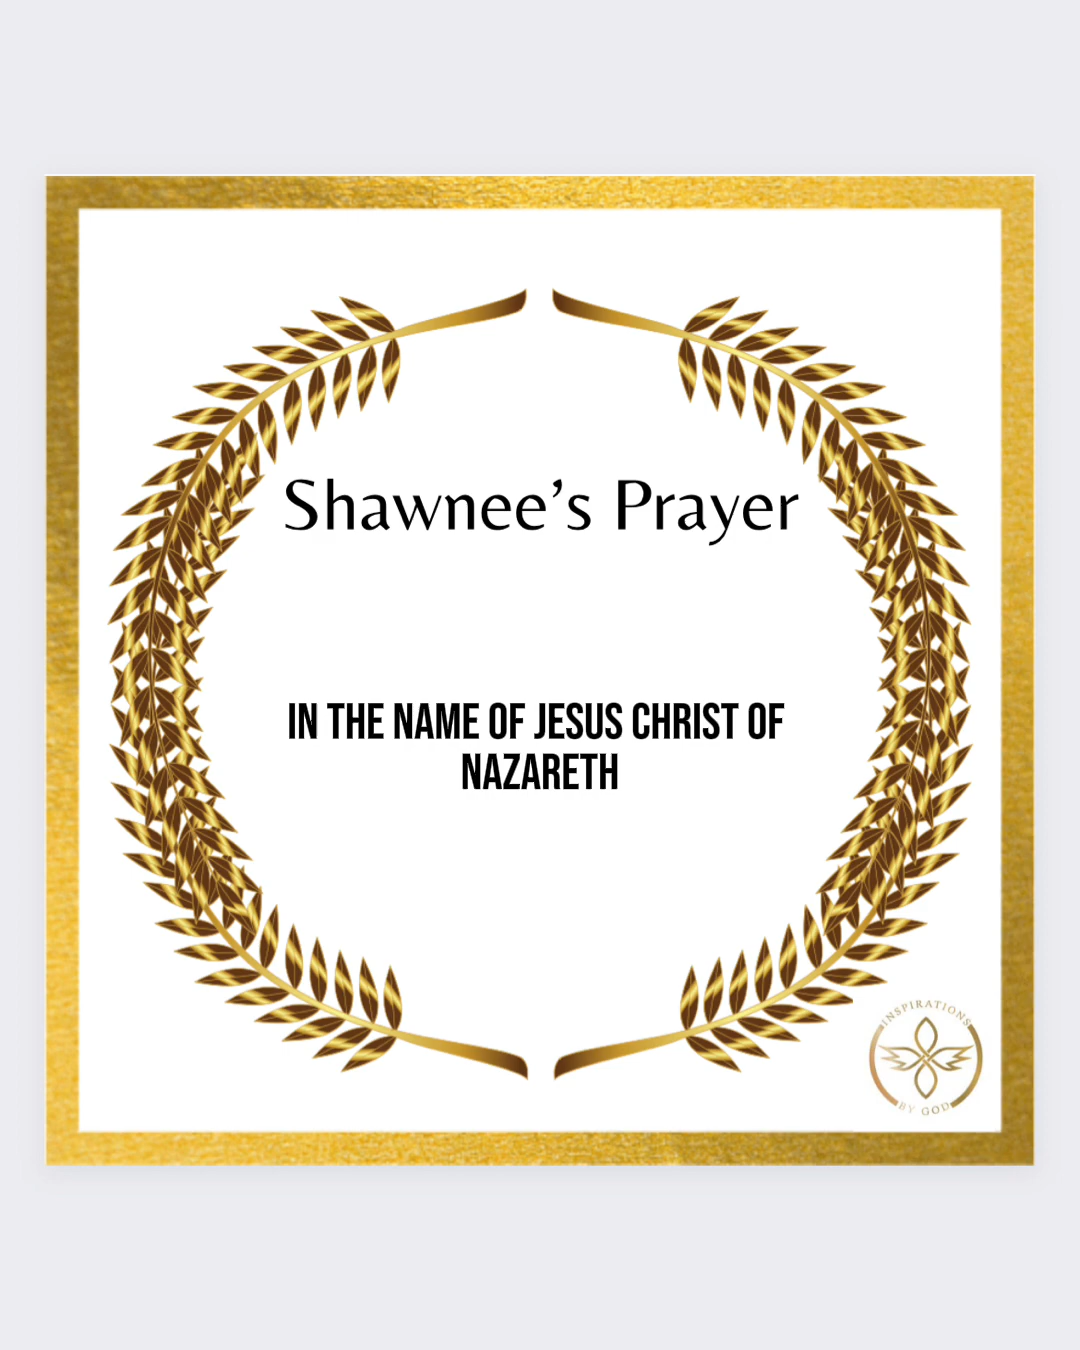 Shawnee’s Prayer
IN THE NAME OF JESUS CHRIST OF
NAZARETH
INSPIRATIONS
BY GOD